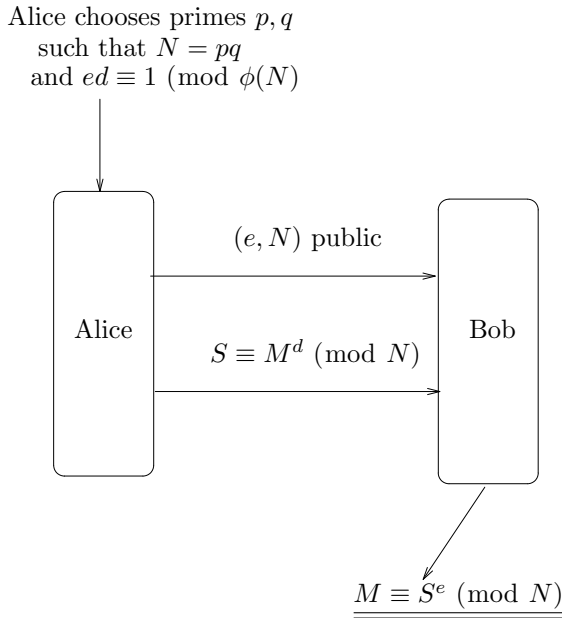 Alice chooses primes p, q
such that N = pq
and ed ≡ 1 (mod ϕ(N)
(e, N) public
Alice
Bob
S ≡ M^d (mod N)
M ≡ S^e (mod N)